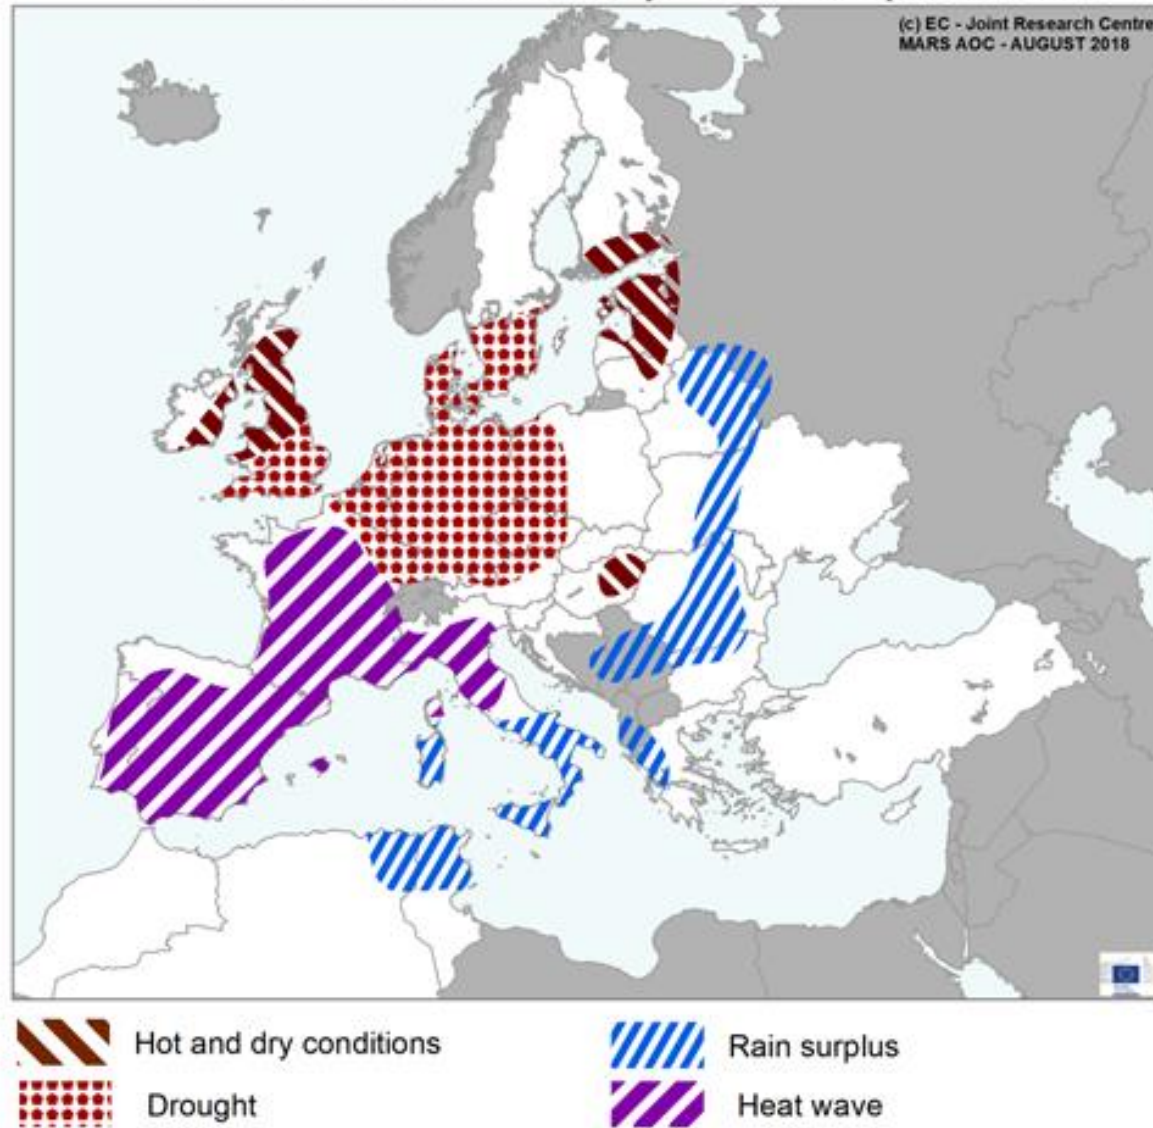 (c) EC - Joint Research Centre
MARS AOC - AUGUST 2018
Hot and dry conditions
Rain surplus
Drought
Heat wave